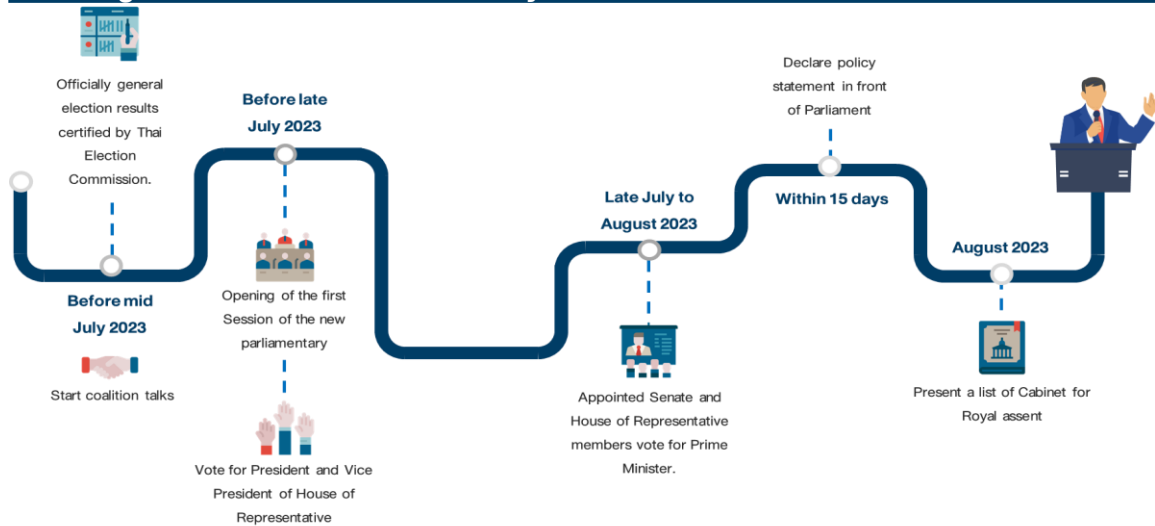 Officially general
election results
certified by Thai
Election
Commission.
Before mid
July 2023
Start coalition talks
Before late
July 2023
Opening of the first
Session of the new
parliamentary
Vote for President and Vice
President of House of
Representative
Late July to
August 2023
Appointed Senate and
House of Representative
members vote for Prime
Minister.
Declare policy
statement in front
of Parliament
Within 15 days
August 2023
Present a list of Cabinet for
Royal assent